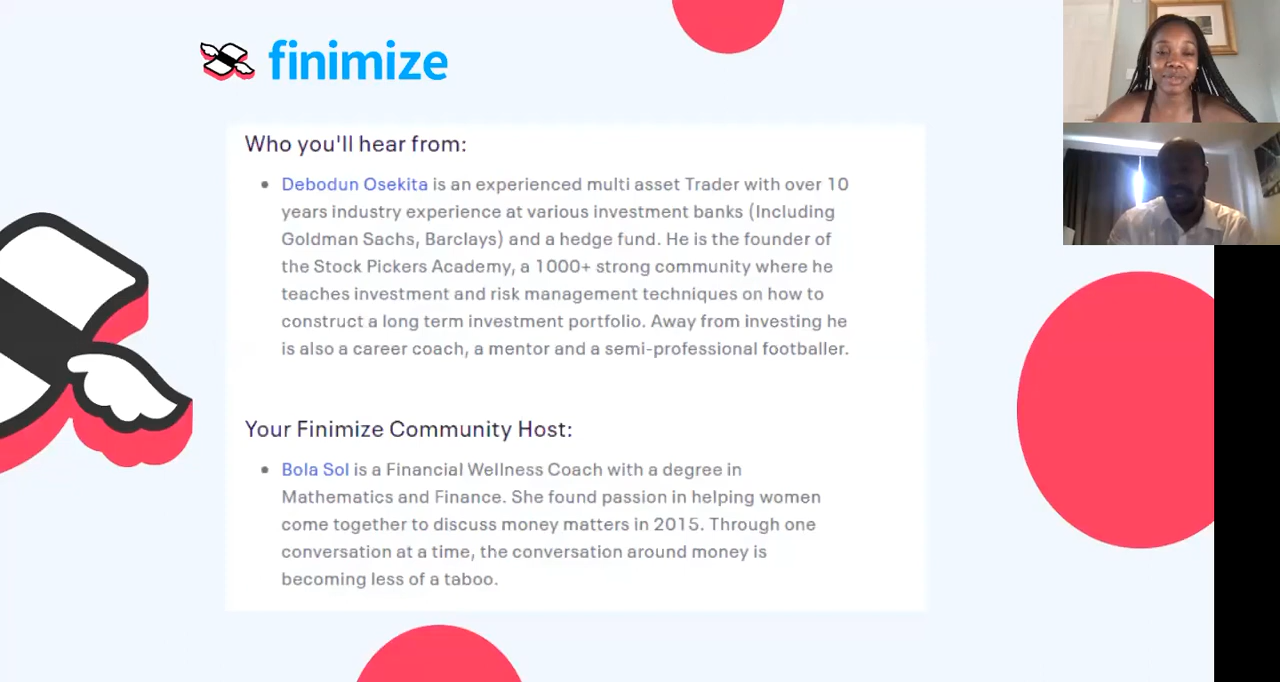 finimize
Who you'll hear from:
• Debodun Osekita is an experienced multi asset Trader with over 10
years industry experience at various investment banks (Including
Goldman Sachs, Barclays) and a hedge fund. He is the founder of
the Stock Pickers Academy, a 1000+ strong community where he
teaches investment and risk management techniques on how to
construct a long term investment portfolio. Away from investing he
is also a career coach, a mentor and a semi-professional footballer.
Your Finimize Community Host:
• Bola Sol is a Financial Wellness Coach with a degree in
Mathematics and Finance. She found passion in helping women
come together to discuss money matters in 2015. Through one
conversation at a time, the conversation around money is
becoming less of a taboo.